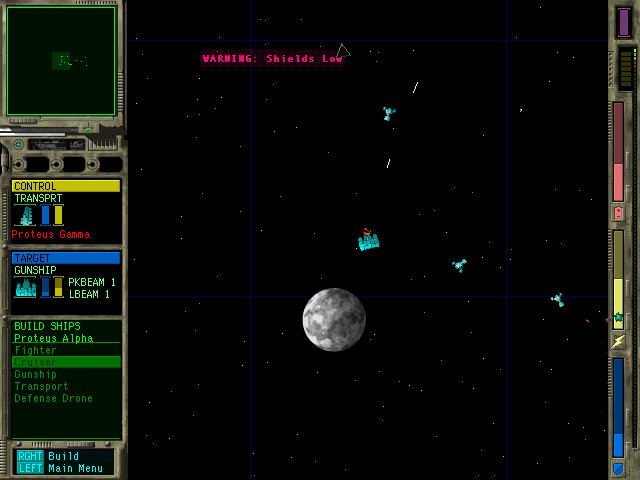 WARNING: Shields Low
CONTROL
TRANSPRT
Proteus Gamma
TARGET
GUNSHIP
PKBEAM 1
LBEAM 1
BUILD SHIPS
Proteus Alpha
Fighter
Cruiser
Gunship
Transport
Defense Drone
RGHT Build
LEFT Main Menu